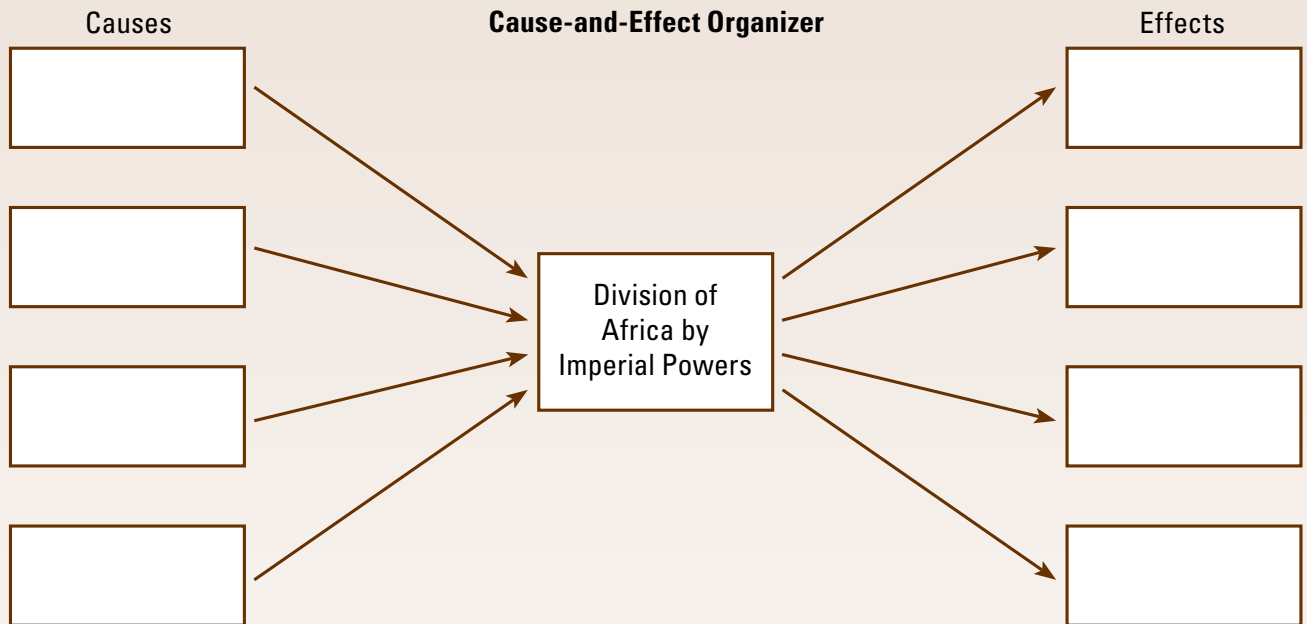 Causes
Cause-and-Effect Organizer
Effects
Division of
Africa by
Imperial Powers